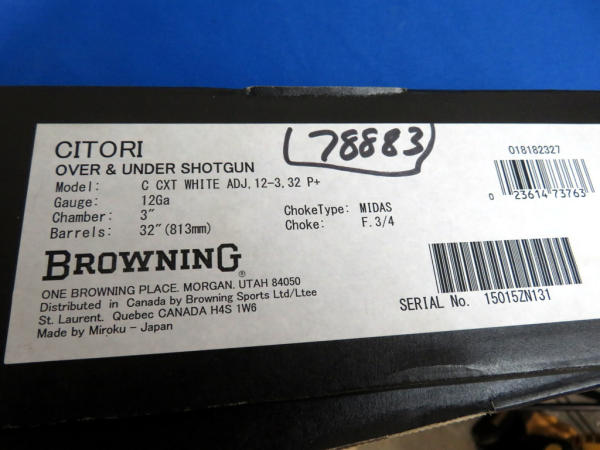 CITORI
OVER & UNDER SHOTGUN
78883
018182327
Model: C CXT WHITE ADJ, 12-3, 32 P+
Gauge: 12Ga
Chamber: 3"
Barrels: 32"(813mm)
ChokeType: MIDAS
Choke: F.3/4
0 23614 73763
BROWNING®
ONE BROWNING PLACE. MORGAN. UTAH 84050
Distributed in Canada by Browning Sports Ltd/Ltee
St. Laurent. Quebec CANADA H4S 1W6
Made by Miroku - Japan
SERIAL No. 15015ZN131